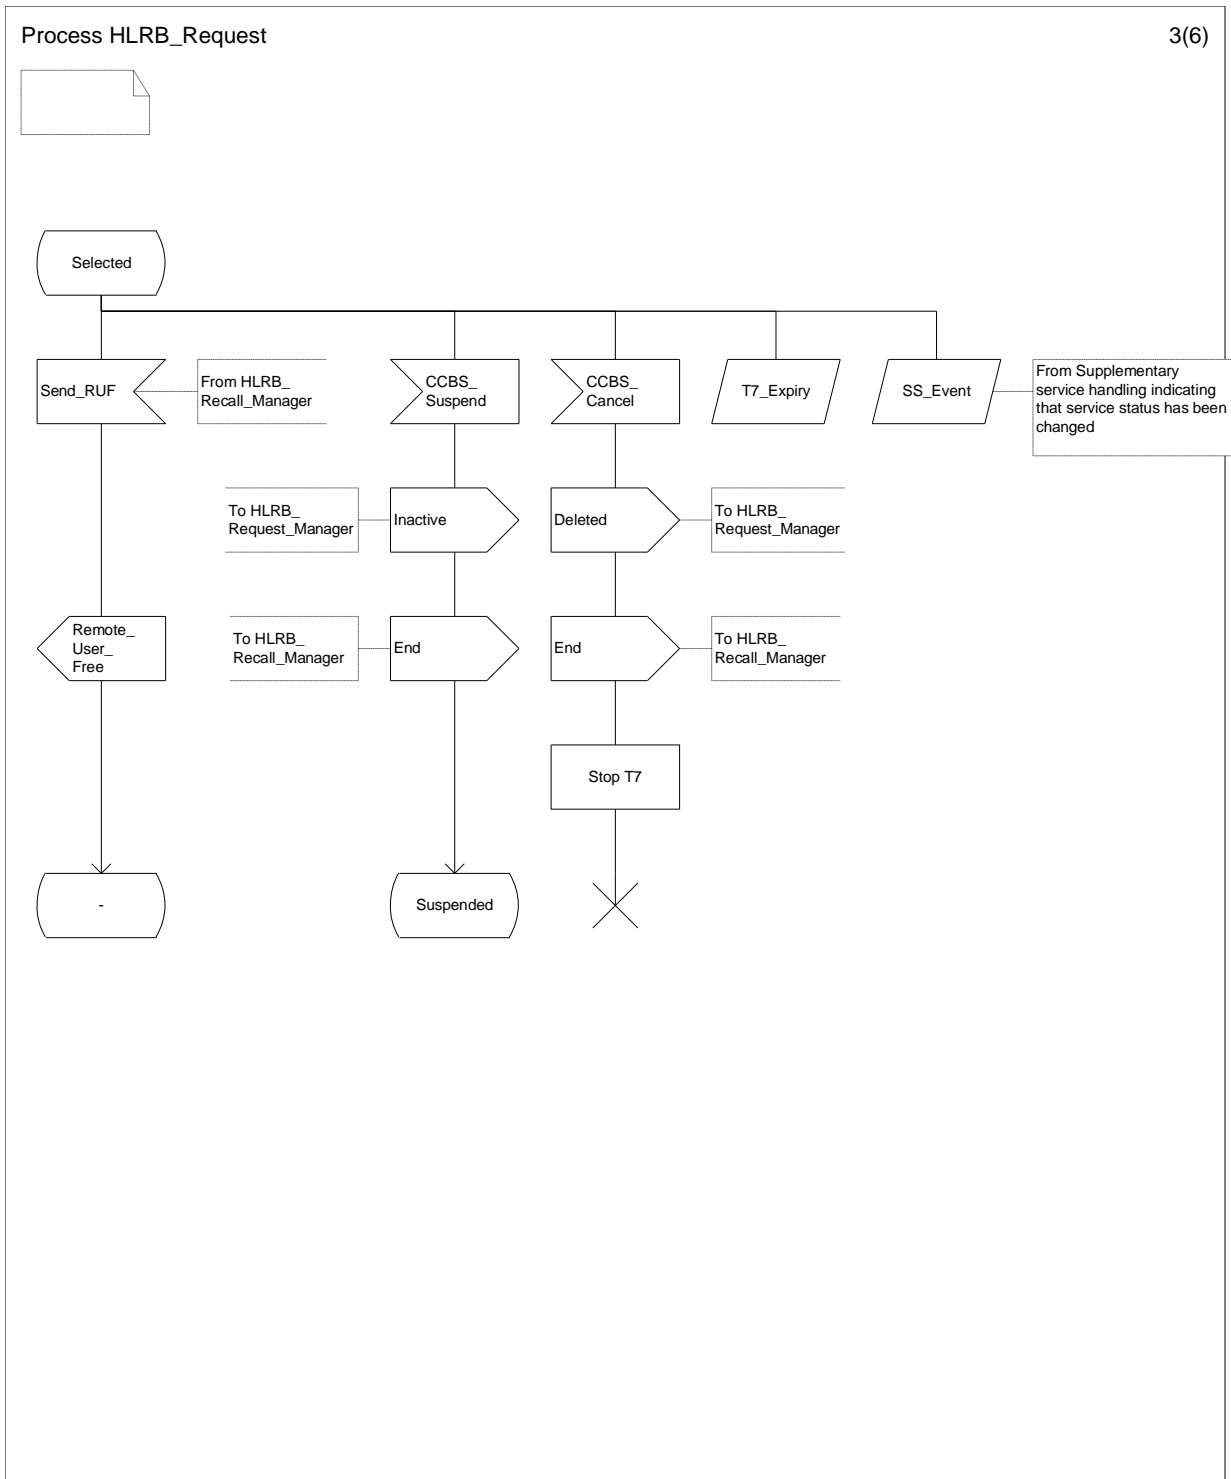 Process HLRB_Request
3(6)
Selected
Send_RUF
From HLRB_
Recall_Manager
CCBS_
Suspend
CCBS_
Cancel
T7_Expiry
SS_Event
From Supplementary
service handling indicating
that service status has been
changed
To HLRB_
Request_Manager
Inactive
Deleted
To HLRB_
Request_Manager
Remote_
User_
Free
To HLRB_
Recall_Manager
End
End
To HLRB_
Recall_Manager
Stop T7
-
Suspended